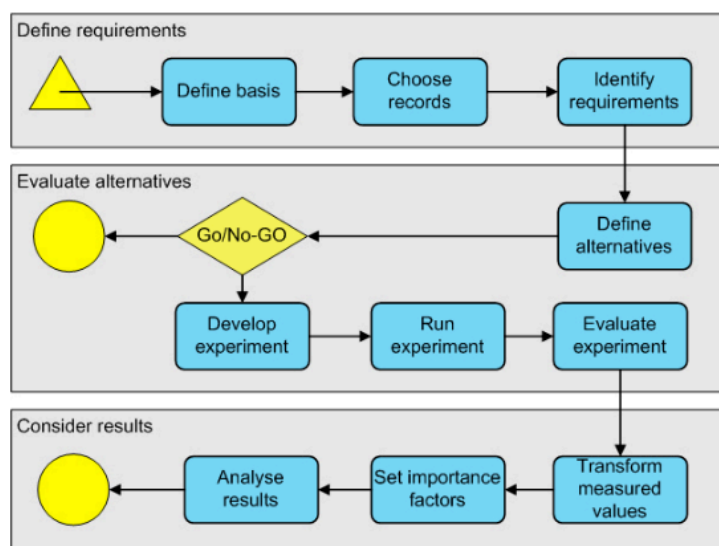 Define requirements
Define basis
Choose
records
Identify
requirements
Evaluate alternatives
Go/No-GO
Define
alternatives
Develop
experiment
Run
experiment
Evaluate
experiment
Consider results
Analyse
results
Set importance
factors
Transform
measured
values